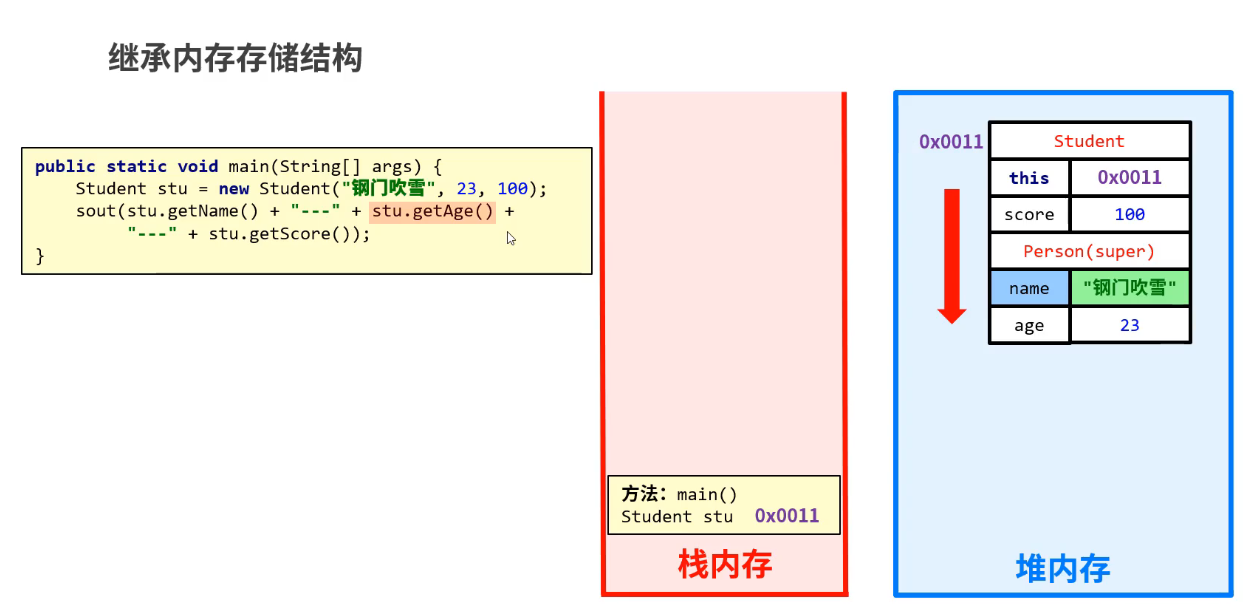 继承内存存储结构
public static void main(String[] args) {
Student stu = new Student("钢门吹雪", 23, 100);
sout(stu.getName() + "---" + stu.getAge() +
"---" + stu.getScore());
}
方法：main()
Student stu 0x0011
栈内存
0x0011 Student
this 0x0011
score 100
Person(super)
name "钢门吹雪"
age 23
堆内存